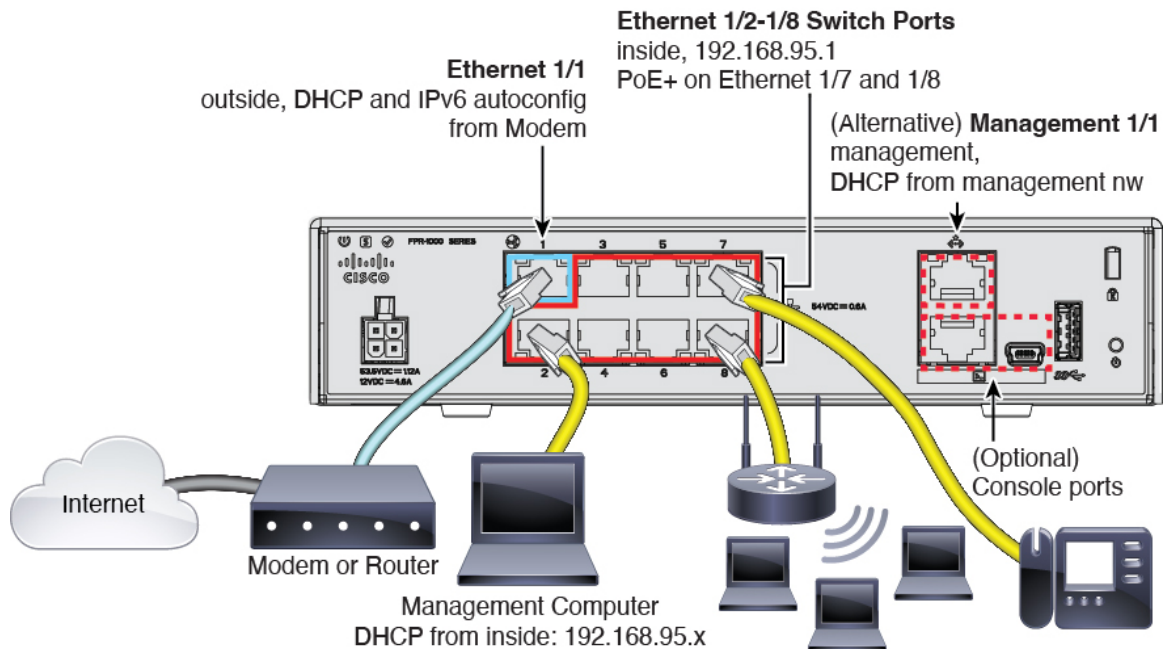 Ethernet 1/2-1/8 Switch Ports
inside, 192.168.95.1
PoE+ on Ethernet 1/7 and 1/8
Ethernet 1/1
outside, DHCP and IPv6 autoconfig
from Modem
(Alternative) Management 1/1
management,
DHCP from management nw
FPR-1000 SERIES
S
1 3 5 7
CISCO
54VDC 0.6A
53.5VDC 1.12A
12VDC 4.6A
2 4 6 8
SS
(Optional)
Console ports
Internet
Modem or Router
Management Computer
DHCP from inside: 192.168.95.x